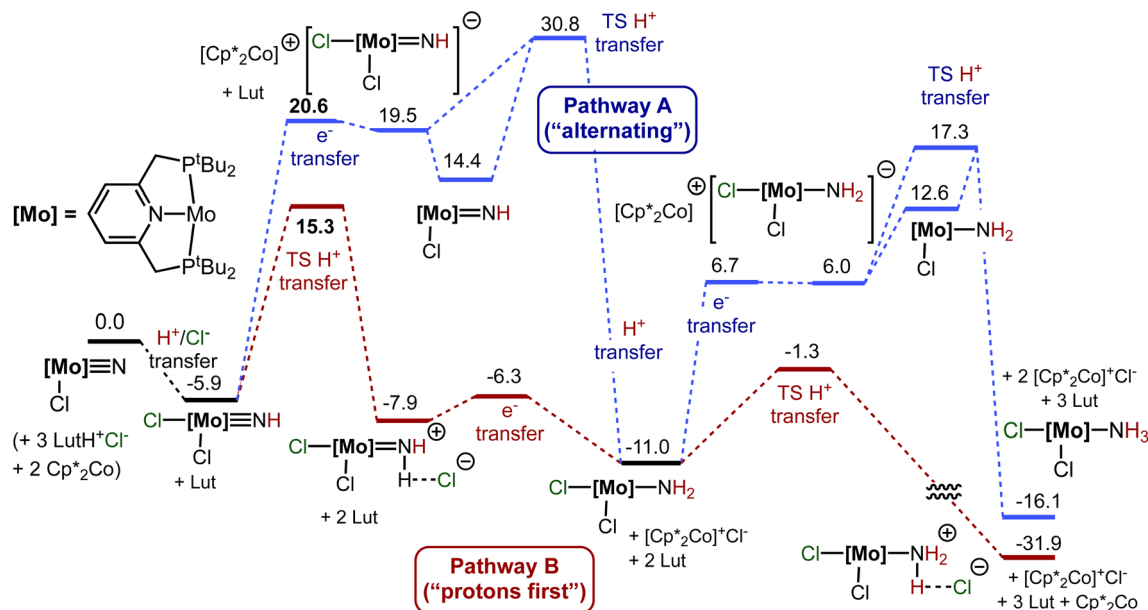 30.8
TS H⁺
transfer
[Cp*₂Co]
⊕
Cl—[Mo]=NH
Cl
⊖
+ Lut
20.6
e⁻
transfer
19.5
14.4
[Mo]=NH
Cl
Pathway A
("alternating")
TS H⁺
transfer
17.3
12.6
[Mo]—NH₂
Cl
[Cp*₂Co]
⊕
Cl—[Mo]—NH₂
Cl
⊖
PᵗBu₂
[Mo] =
N—Mo
PᵗBu₂
15.3
TS H⁺
transfer
6.7
e⁻
transfer
6.0
0.0
[Mo]≡N
Cl
(+ 3 LutH⁺Cl⁻
+ 2 Cp*₂Co)
H⁺/Cl⁻
transfer
-5.9
Cl—[Mo]≡NH
Cl
+ Lut
-7.9
Cl—[Mo]=NH
⊕
Cl
H---Cl
⊖
+ 2 Lut
-6.3
e⁻
transfer
H⁺
transfer
-11.0
Cl—[Mo]—NH₂
Cl
+ [Cp*₂Co]⁺Cl⁻
+ 2 Lut
-1.3
TS H⁺
transfer
+ 2 [Cp*₂Co]⁺Cl⁻
+ 3 Lut
Cl—[Mo]—NH₃
Cl
-16.1
Pathway B
("protons first")
Cl—[Mo]—NH₂
⊕
Cl
H---Cl
⊖
-31.9
+ [Cp*₂Co]⁺Cl⁻
+ 3 Lut + Cp*₂Co